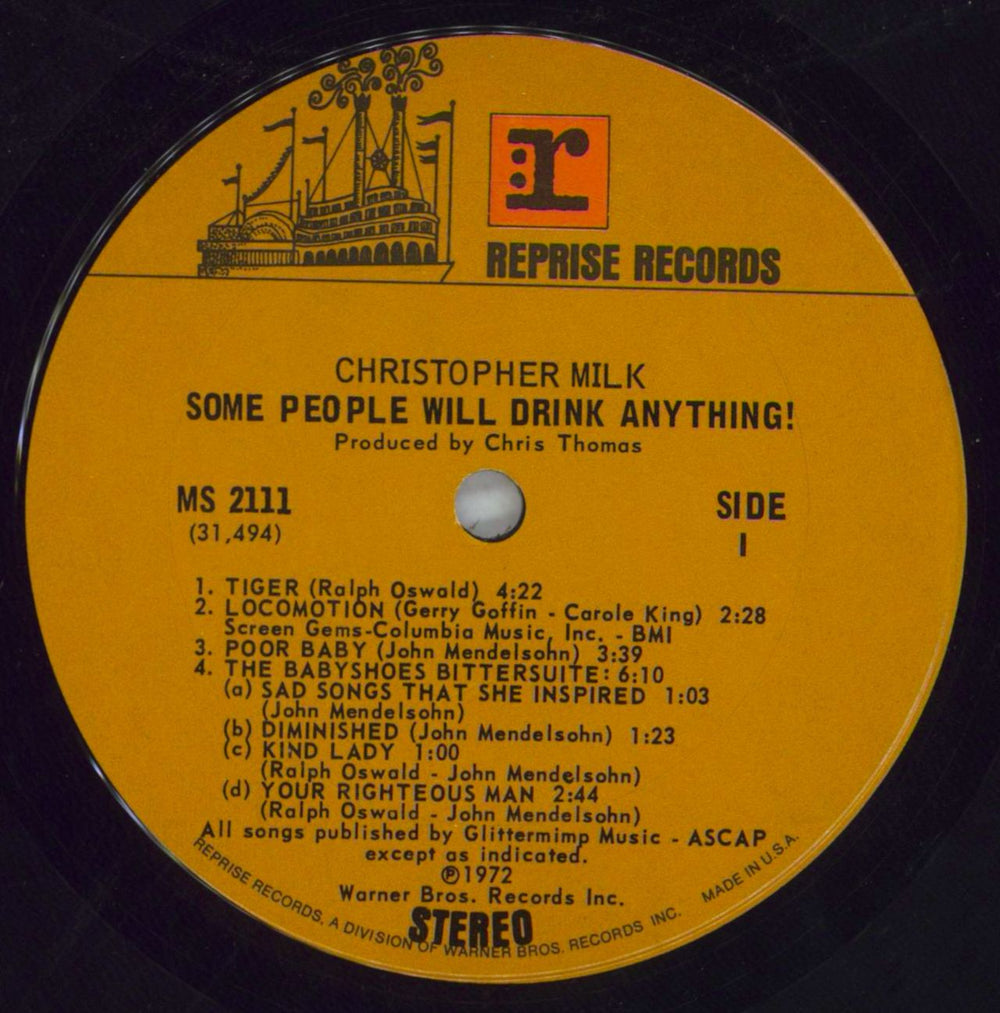 r:
REPRISE RECORDS
CHRISTOPHER MILK
SOME PEOPLE WILL DRINK ANYTHING!
Produced by Chris Thomas
MS 2111
(31,494)
SIDE
1
1. TIGER (Ralph Oswald) 4:22
2. LOCOMOTION (Gerry Goffin - Carole King) 2:28
Screen Gems-Columbia Music, Inc. - BMI
3. POOR BABY (John Mendelsohn) 3:39
4. THE BABYSHOES BITTERSUITE: 6:10
(a) SAD SONGS THAT SHE INSPIRED 1:03
(John Mendelsohn)
(b) DIMINISHED (John Mendelsohn) 1:23
(c) KIND LADY 1:00
(Ralph Oswald - John Mendelsohn)
(d) YOUR RIGHTEOUS MAN 2:44
(Ralph Oswald - John Mendelsohn)
All songs published by Glittermimp Music - ASCAP
except as indicated.
℗1972
Warner Bros. Records Inc.
STEREO
REPRISE RECORDS, A DIVISION OF WARNER BROS. RECORDS INC. MADE IN U.S.A.